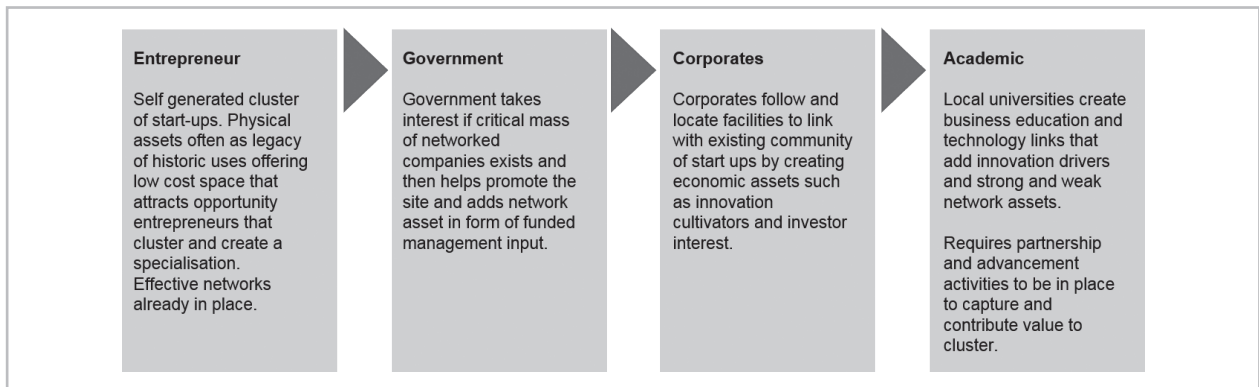 Entrepreneur
Self generated cluster
of start-ups. Physical
assets often as legacy
of historic uses offering
low cost space that
attracts opportunity
entrepreneurs that
cluster and create a
specialisation.
Effective networks
already in place.
Government
Government takes
interest if critical mass
of networked
companies exists and
then helps promote the
site and adds network
asset in form of funded
management input.
Corporates
Corporates follow and
locate facilities to link
with existing community
of start ups by creating
economic assets such
as innovation
cultivators and investor
interest.
Academic
Local universities create
business education and
technology links that
add innovation drivers
and strong and weak
network assets.
Requires partnership
and advancement
activities to be in place
to capture and
contribute value to
cluster.